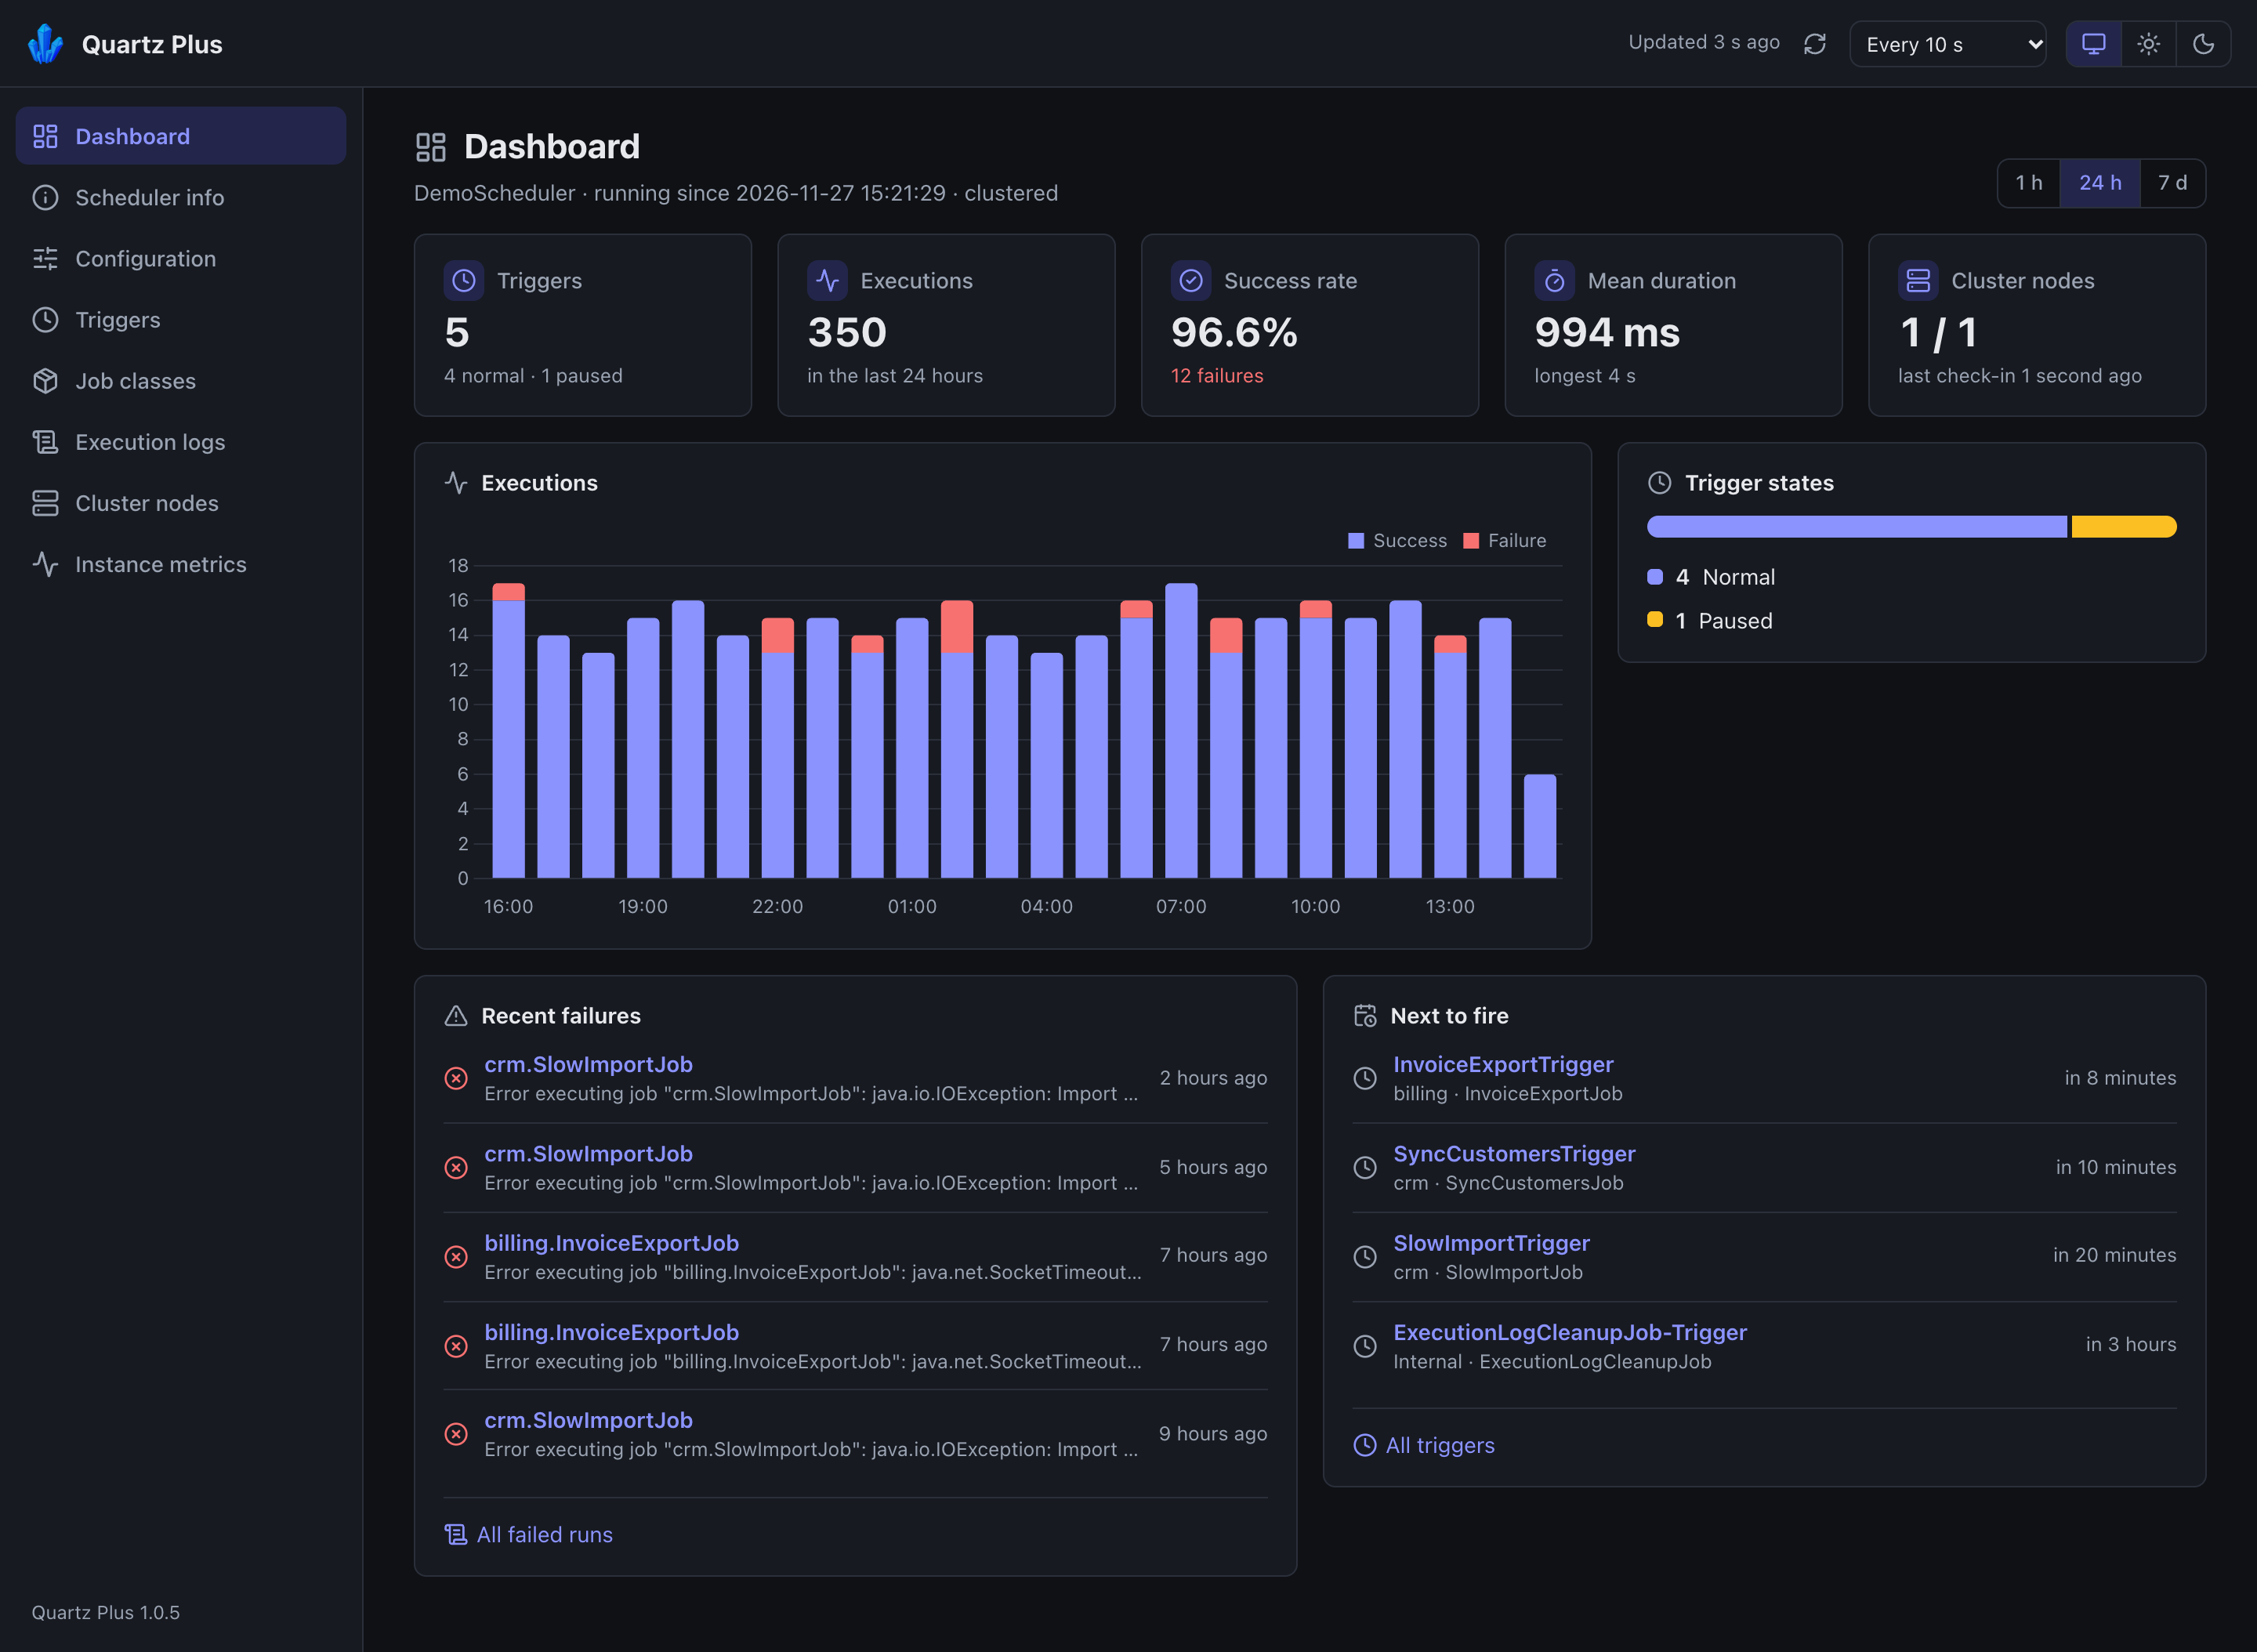 Quartz Plus
Updated 3 s ago
Every 10 s
Dashboard
Scheduler info
Configuration
Triggers
Job classes
Execution logs
Cluster nodes
Instance metrics
Quartz Plus 1.0.5
Dashboard
DemoScheduler · running since 2026-11-27 15:21:29 · clustered
1 h 24 h 7 d
Triggers
5
4 normal · 1 paused
Executions
350
in the last 24 hours
Success rate
96.6%
12 failures
Mean duration
994 ms
longest 4 s
Cluster nodes
1 / 1
last check-in 1 second ago
Executions
Success Failure
18
16
14
12
10
8
6
4
2
0
16:00 19:00 22:00 01:00 04:00 07:00 10:00 13:00
Trigger states
4 Normal
1 Paused
Recent failures
crm.SlowImportJob
Error executing job "crm.SlowImportJob": java.io.IOException: Import ...
2 hours ago
crm.SlowImportJob
Error executing job "crm.SlowImportJob": java.io.IOException: Import ...
5 hours ago
billing.InvoiceExportJob
Error executing job "billing.InvoiceExportJob": java.net.SocketTimeout...
7 hours ago
billing.InvoiceExportJob
Error executing job "billing.InvoiceExportJob": java.net.SocketTimeout...
7 hours ago
crm.SlowImportJob
Error executing job "crm.SlowImportJob": java.io.IOException: Import ...
9 hours ago
All failed runs
Next to fire
InvoiceExportTrigger
billing · InvoiceExportJob
in 8 minutes
SyncCustomersTrigger
crm · SyncCustomersJob
in 10 minutes
SlowImportTrigger
crm · SlowImportJob
in 20 minutes
ExecutionLogCleanupJob-Trigger
Internal · ExecutionLogCleanupJob
in 3 hours
All triggers